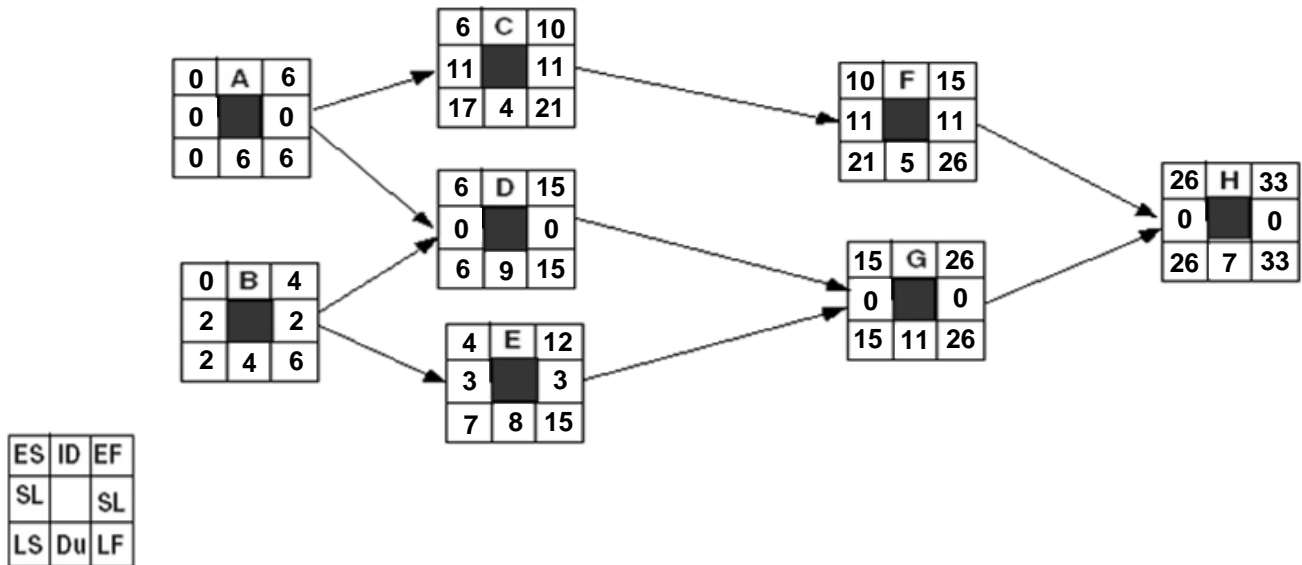 0 A 6
0 0
0 6 6
6 C 10
11 11
17 4 21
10 F 15
11 11
21 5 26
6 D 15
0 0
6 9 15
26 H 33
0 0
26 7 33
0 B 4
2 2
2 4 6
15 G 26
0 0
15 11 26
4 E 12
3 3
7 8 15
ES ID EF
SL SL
LS Du LF